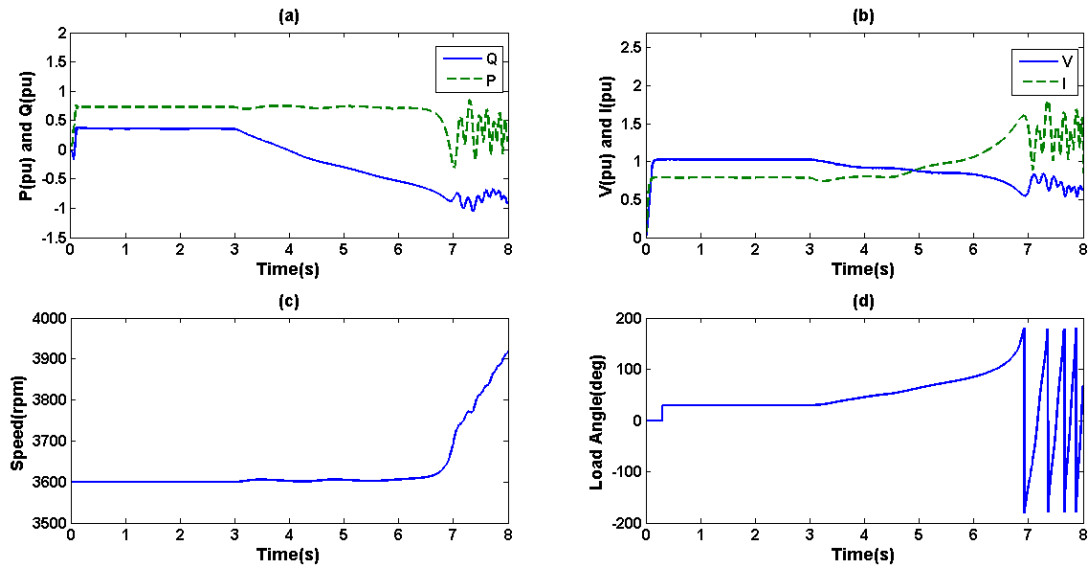 (a)
2
1.5
1
0.5
0
-0.5
-1
-1.5
P(pu) and Q(pu)
Q
P
0 1 2 3 4 5 6 7 8
Time(s)
(b)
2.5
2
1.5
1
0.5
0
V(pu) and I(pu)
V
I
0 1 2 3 4 5 6 7 8
Time(s)
(c)
4000
3900
3800
3700
3600
3500
Speed(rpm)
0 1 2 3 4 5 6 7 8
Time(s)
(d)
200
100
0
-100
-200
Load Angle(deg)
0 1 2 3 4 5 6 7 8
Time(s)